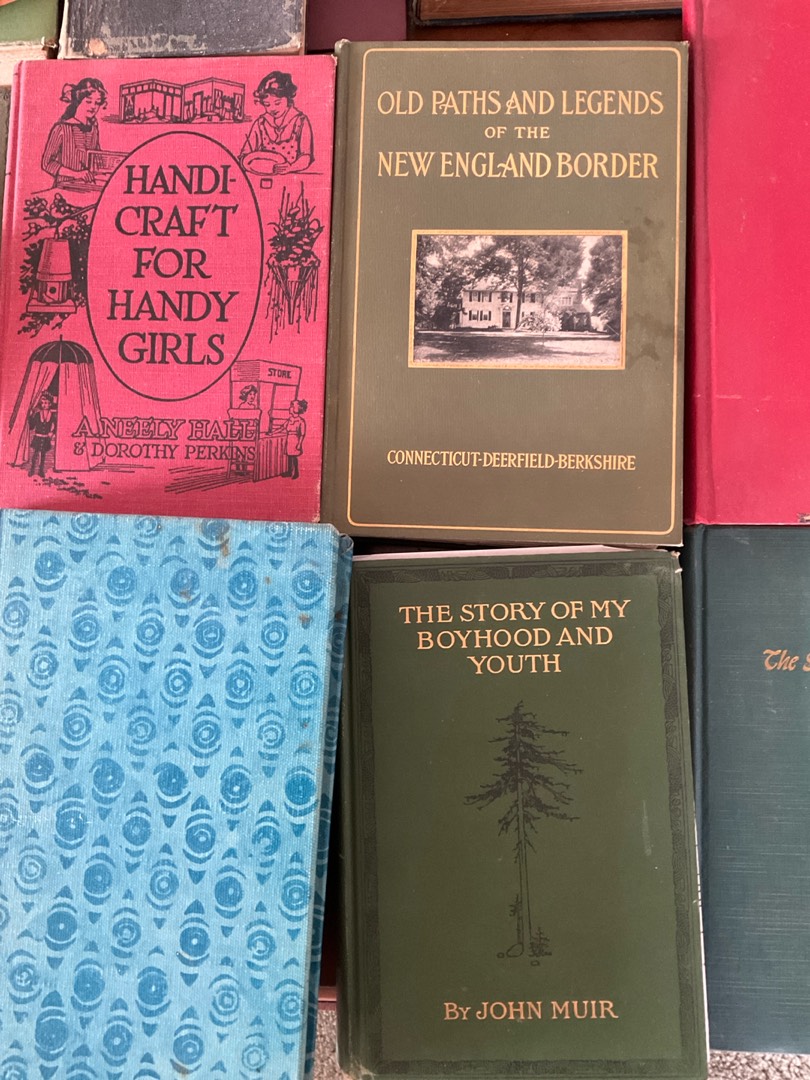 HANDI-
CRAFT
FOR
HANDY
GIRLS
STORE
A. NEELY HALL
& DOROTHY PERKINS
OLD PATHS AND LEGENDS
OF THE
NEW ENGLAND BORDER
CONNECTICUT-DEERFIELD-BERKSHIRE
THE STORY OF MY
BOYHOOD AND
YOUTH
BY JOHN MUIR
The